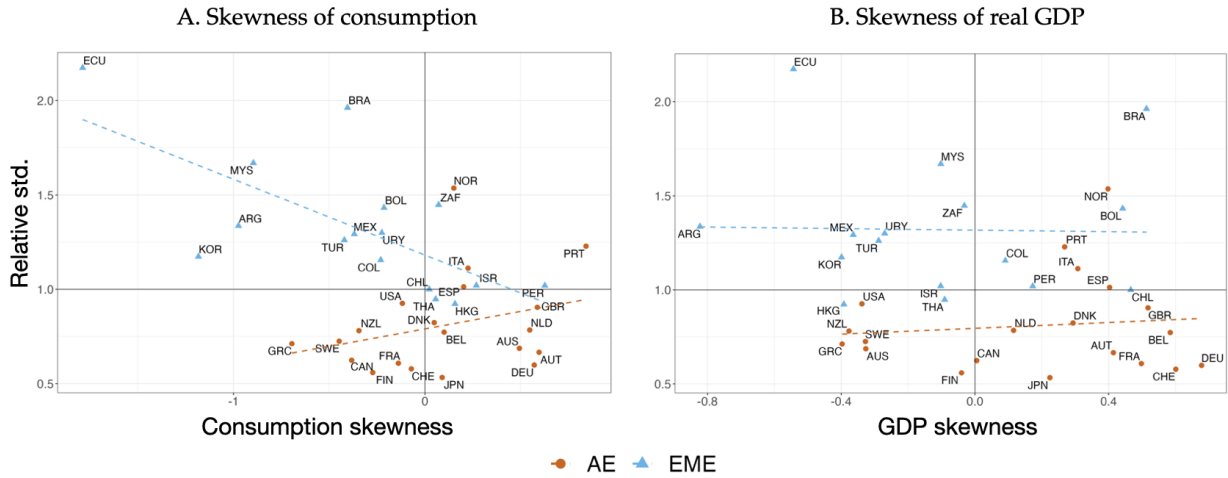 A. Skewness of consumption
B. Skewness of real GDP
Relative std.
2.0
1.5
1.0
0.5
ECU
BRA
MYS
NOR
BOL
ZAF
ARG
MEX
URY
TUR
KOR
COL
PRT
ITA
ISR
CHL
ESP
PER
USA
THA
HKG
GBR
DNK
NZL
NLD
BEL
SWE
GRC
AUS
FRA
AUT
CAN
FIN
CHE
JPN
DEU
-1
0
Consumption skewness
2.0
1.5
1.0
0.5
ECU
BRA
MYS
NOR
ZAF
BOL
ARG
MEX
URY
TUR
PRT
KOR
COL
ITA
PER
ESP
ISR
CHL
HKG
USA
THA
GBR
NZL
NLD
DNK
SWE
BEL
GRC
AUS
AUT
CAN
FRA
DEU
FIN
JPN
CHE
-0.8
-0.4
0.0
0.4
GDP skewness
AE
EME